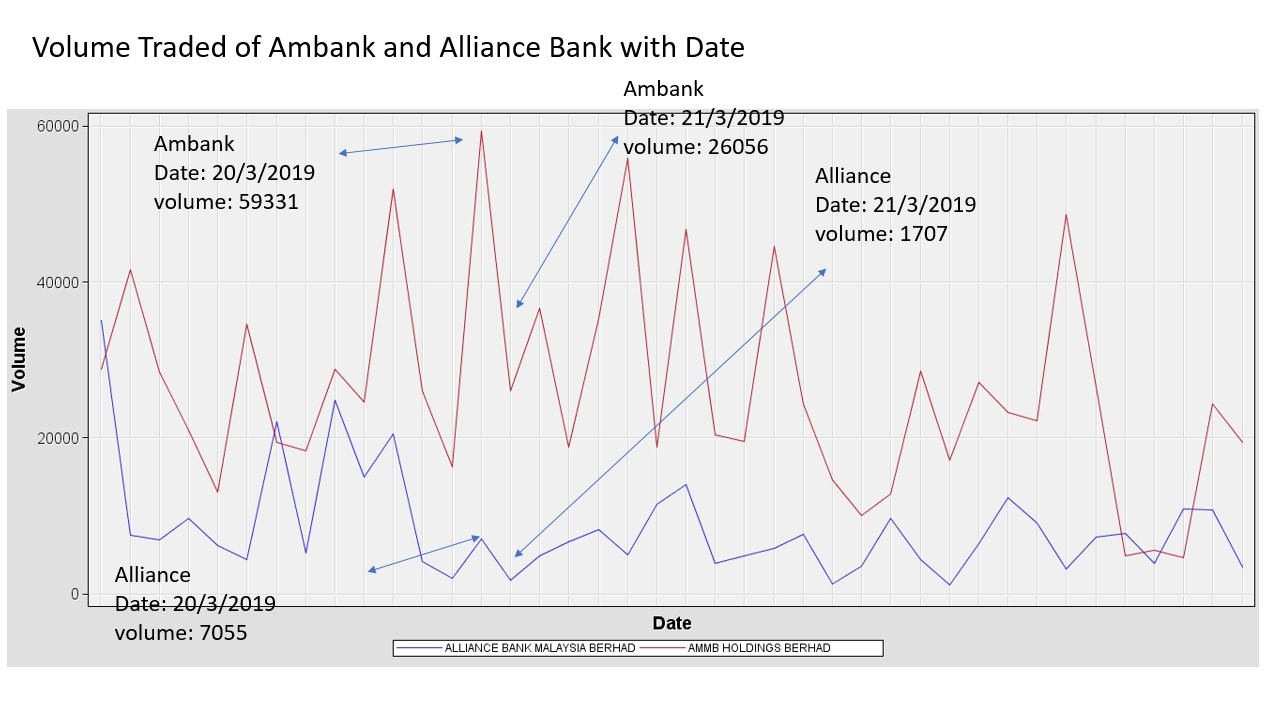 Volume Traded of Ambank and Alliance Bank with Date
Ambank
Date: 20/3/2019
volume: 59331
Ambank
Date: 21/3/2019
volume: 26056
Alliance
Date: 21/3/2019
volume: 1707
Alliance
Date: 20/3/2019
volume: 7055
60000
40000
20000
0
Volume
Date
ALLIANCE BANK MALAYSIA BERHAD
AMMB HOLDINGS BERHAD